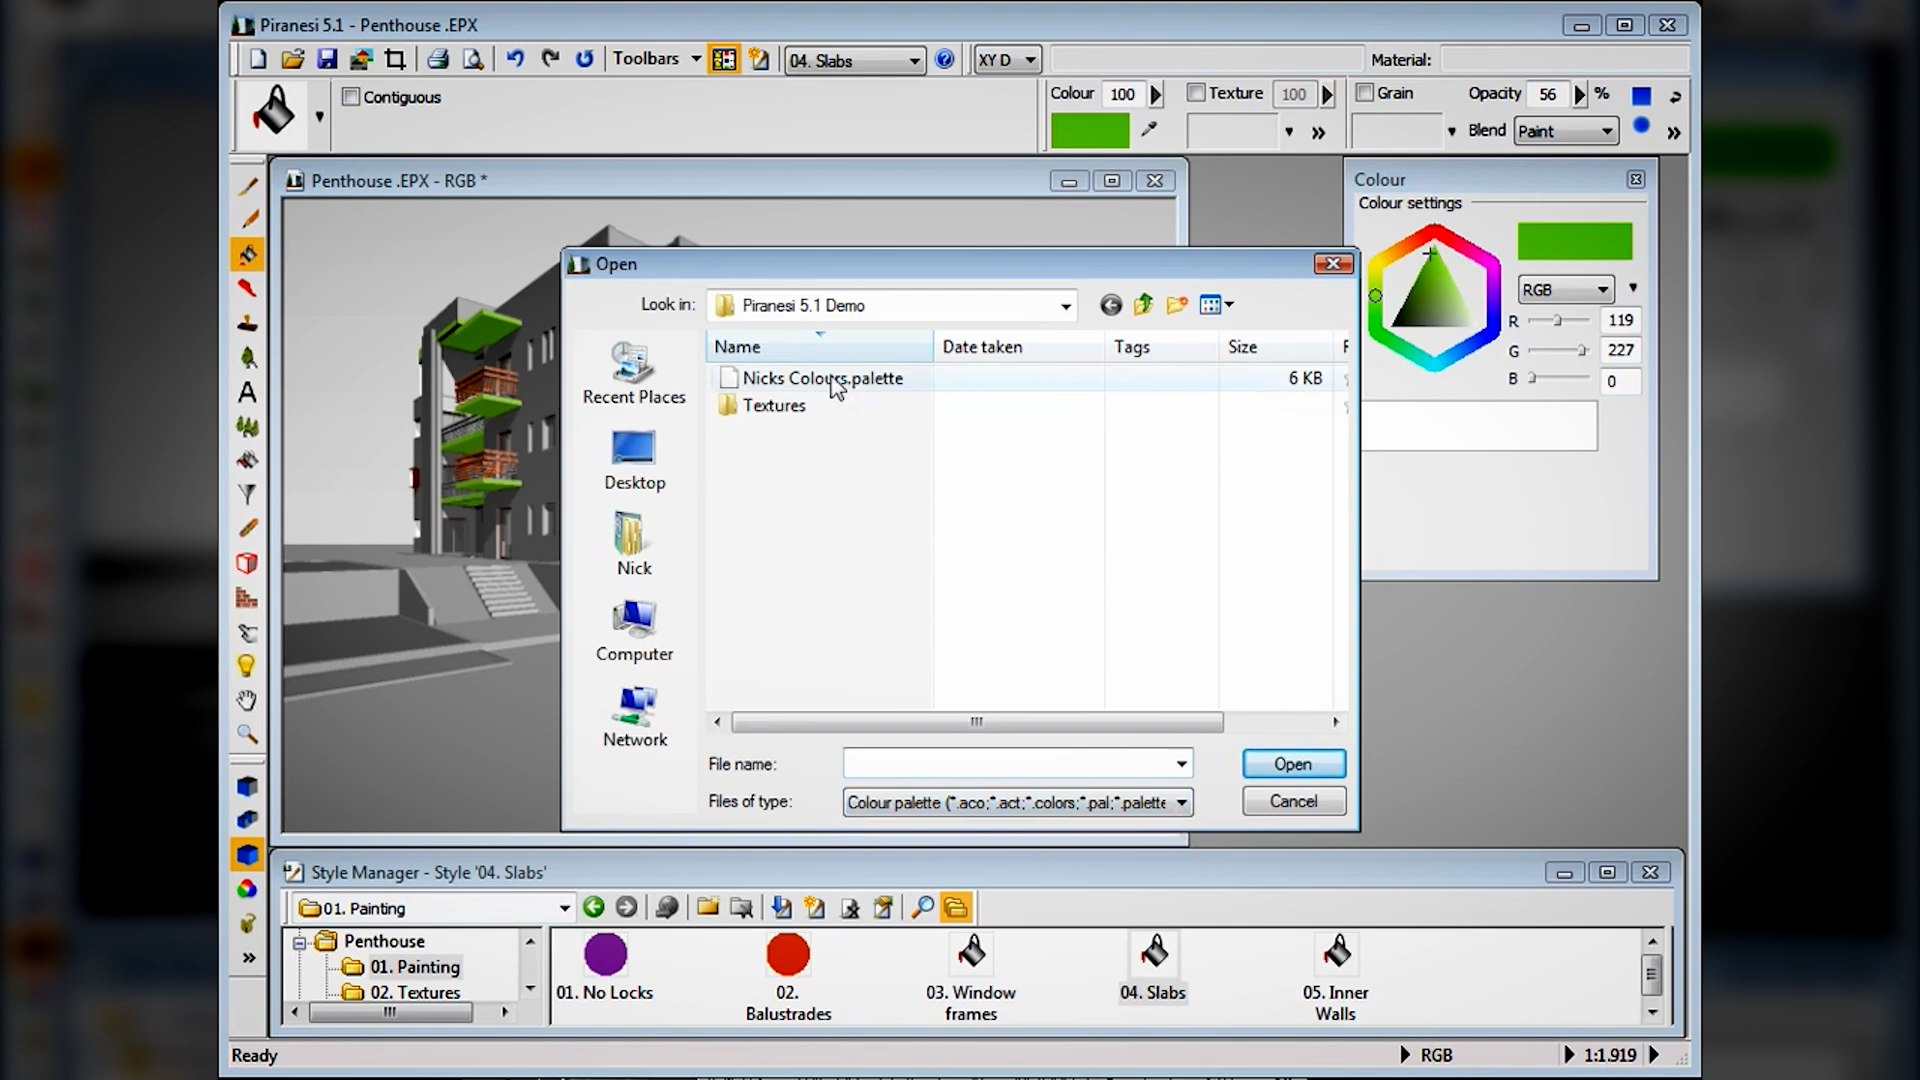 Piranesi 5.1 - Penthouse .EPX
Toolbars
04. Slabs
XY D
Material:
Contiguous
Colour 100
Texture 100
Grain
Opacity 56 %
Blend Paint
Penthouse .EPX - RGB *
Colour
Colour settings
RGB
R 119
G 227
B 0
Open
Look in: Piranesi 5.1 Demo
Name Date taken Tags Size
Nicks Colours.palette 6 KB
Textures
Recent Places
Desktop
Nick
Computer
Network
File name:
Open
Files of type: Colour palette (*.aco;*.act;*.colors;*.pal;*.palette
Cancel
Style Manager - Style '04. Slabs'
01. Painting
Penthouse
01. Painting
02. Textures
01. No Locks
02.
Balustrades
03. Window
frames
04. Slabs
05. Inner
Walls
Ready
RGB
1:1.919